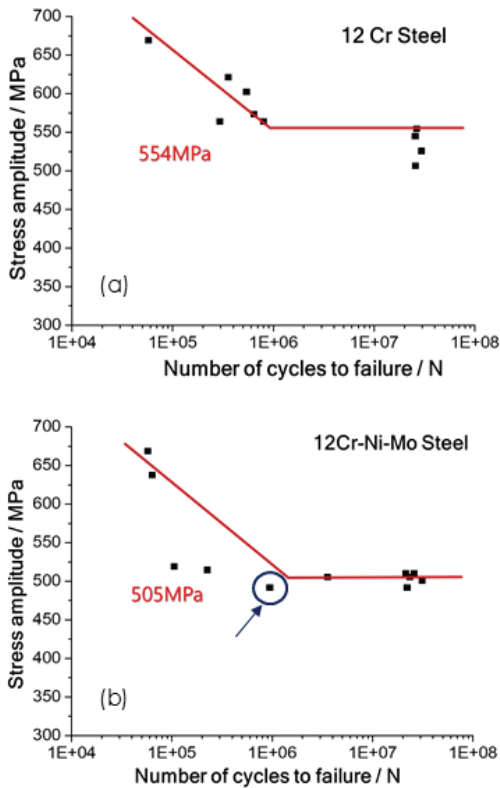 700
12 Cr Steel
650
600
550
554MPa
500
450
400
350
(a)
300
1E+04 1E+05 1E+06 1E+07 1E+08
Stress amplitude / MPa
Number of cycles to failure / N
700
12Cr-Ni-Mo Steel
650
600
550
500
505MPa
450
400
350
(b)
300
1E+04 1E+05 1E+06 1E+07 1E+08
Stress amplitude / MPa
Number of cycles to failure / N